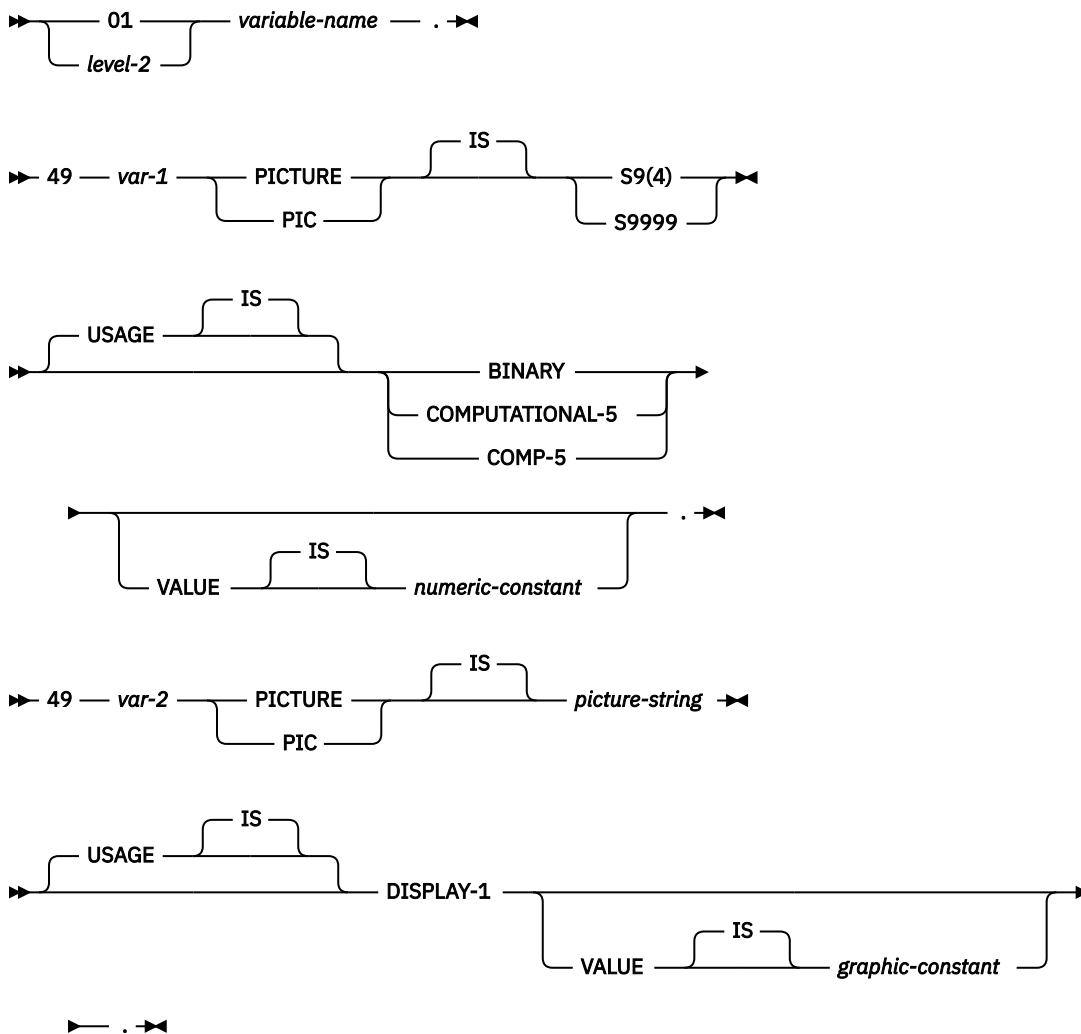 01 variable-name .
level-2
IS
49 var-1 PICTURE S9(4)
PIC S9999
IS
USAGE
BINARY
COMPUTATIONAL-5
COMP-5
.
IS
VALUE numeric-constant
IS
49 var-2 PICTURE picture-string
PIC
IS
USAGE
DISPLAY-1
IS
VALUE graphic-constant
.